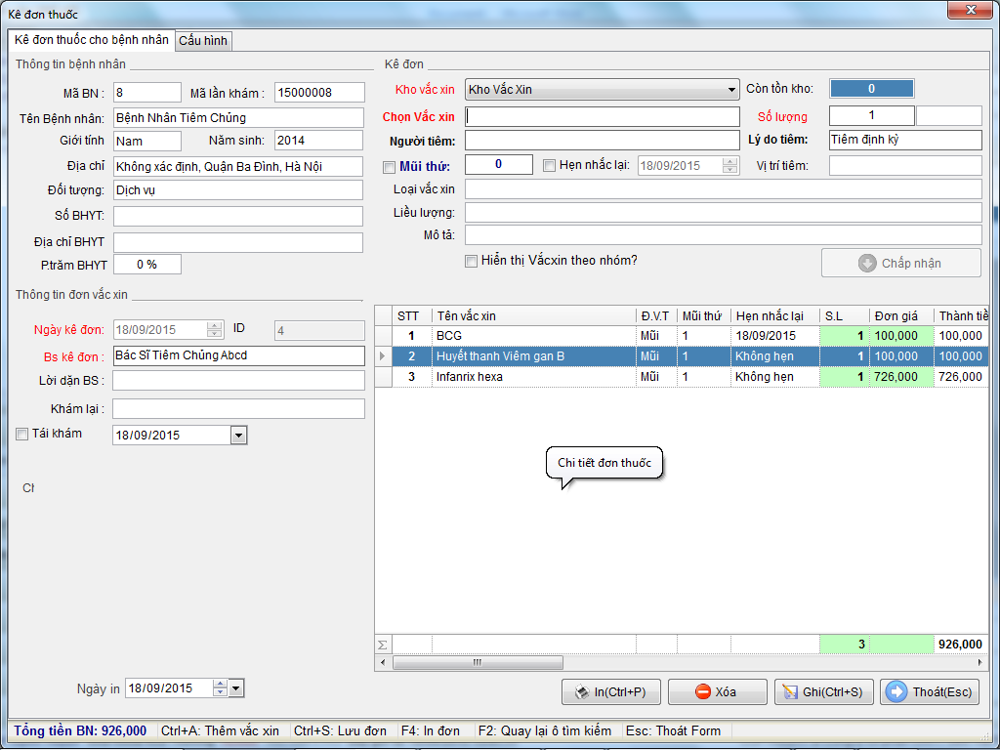 Kê đơn thuốc
Kê đơn thuốc cho bệnh nhân Cấu hình
Thông tin bệnh nhân
Mã BN : 8 Mã lần khám : 15000008
Tên Bệnh nhân: Bệnh Nhân Tiêm Chủng
Giới tính Nam Năm sinh: 2014
Địa chỉ Không xác định, Quận Ba Đình, Hà Nội
Đối tượng: Dịch vụ
Số BHYT:
Địa chỉ BHYT
P.trăm BHYT 0 %
Thông tin đơn vắc xin
Ngày kê đơn: 18/09/2015 ID 4
Bs kê đơn : Bác Sĩ Tiêm Chủng Abcd
Lời dặn BS :
Khám lại :
Tái khám 18/09/2015
Ngày in 18/09/2015
Kê đơn
Kho vắc xin Kho Vắc Xin Còn tồn kho: 0
Chọn Vắc xin Số lượng 1
Người tiêm: Lý do tiêm: Tiêm định kỳ
Mũi thứ: 0 Hẹn nhắc lại: 18/09/2015 Vị trí tiêm:
Loại vắc xin
Liều lượng:
Mô tả:
Hiển thị Vắcxin theo nhóm? Chấp nhận
STT Tên vắc xin Đ.V.T Mũi thứ Hẹn nhắc lại S.L Đơn giá Thành tiề
1 BCG Mũi 1 18/09/2015 1 100,000 100,000
2 Huyết thanh Viêm gan B Mũi 1 Không hẹn 1 100,000 100,000
3 Infanrix hexa Mũi 1 Không hẹn 1 726,000 726,000
Chi tiết đơn thuốc
Σ 3 926,000
In(Ctrl+P) Xóa Ghi(Ctrl+S) Thoát(Esc)
Tổng tiền BN: 926,000 Ctrl+A: Thêm vắc xin Ctrl+S: Lưu đơn F4: In đơn F2: Quay lại ô tìm kiếm Esc: Thoát Form